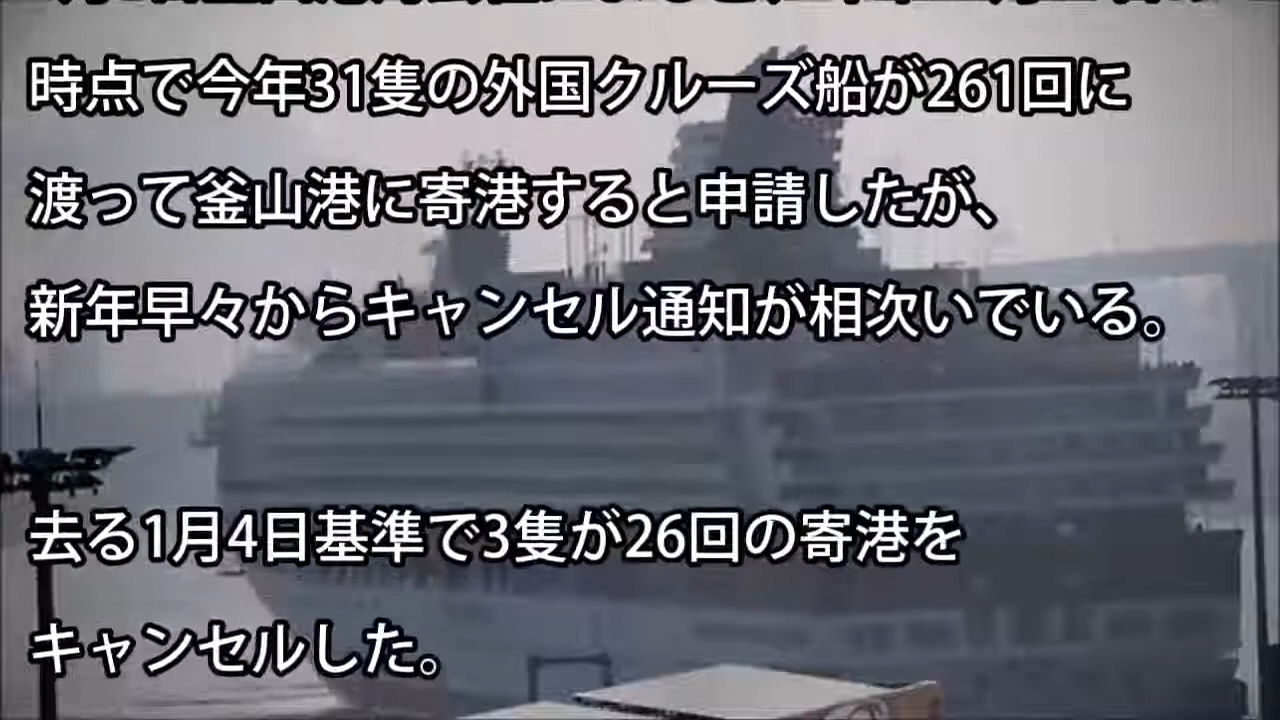 時点で今年31隻の外国クルーズ船が261回に
渡って釜山港に寄港すると申請したが、
新年早々からキャンセル通知が相次いでいる。
去る1月4日基準で3隻が26回の寄港を
キャンセルした。